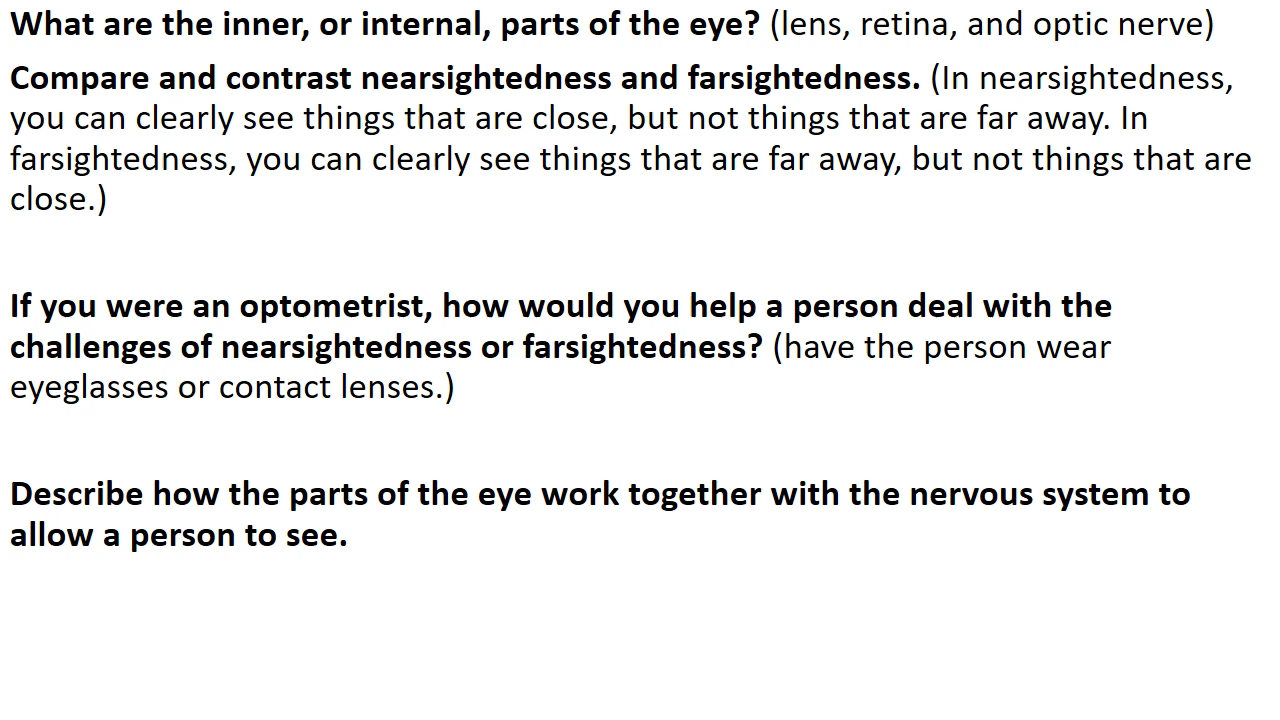 What are the inner, or internal, parts of the eye? (lens, retina, and optic nerve)
Compare and contrast nearsightedness and farsightedness. (In nearsightedness,
you can clearly see things that are close, but not things that are far away. In
farsightedness, you can clearly see things that are far away, but not things that are
close.)
If you were an optometrist, how would you help a person deal with the
challenges of nearsightedness or farsightedness? (have the person wear
eyeglasses or contact lenses.)
Describe how the parts of the eye work together with the nervous system to
allow a person to see.